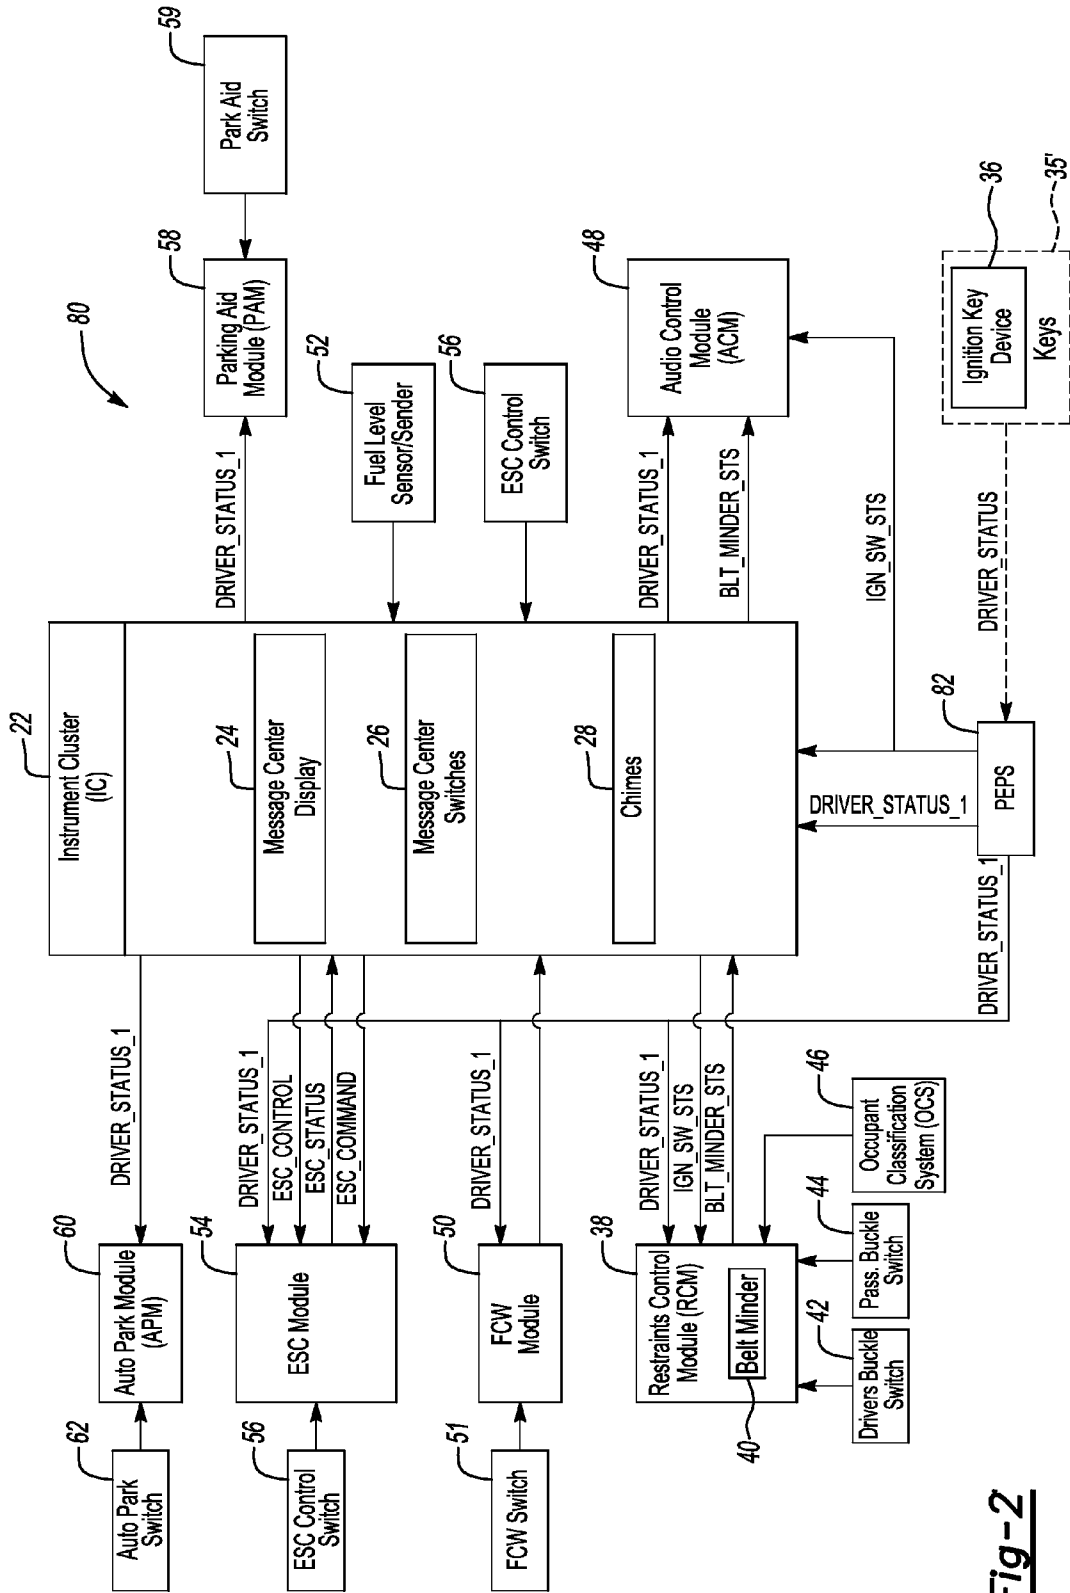 80
Auto Park
Switch
62
Auto Park Module
(APM)
60
DRIVER_STATUS_1
Instrument Cluster
(IC)
22
DRIVER_STATUS_1
Parking Aid
Module (PAM)
58
Park Aid
Switch
59
ESC Control
Switch
56
ESC Module
54
DRIVER_STATUS_1
ESC_CONTROL
ESC_STATUS
ESC_COMMAND
Message Center
Display
24
Fuel Level
Sensor/Sender
52
FCW Switch
51
FCW
Module
50
DRIVER_STATUS_1
Message Center
Switches
26
ESC Control
Switch
56
Restraints Control
Module (RCM)
38
Belt Minder
40
DRIVER_STATUS_1
IGN_SW_STS
BLT_MINDER_STS
Chimes
28
DRIVER_STATUS_1
BLT_MINDER_STS
Audio Control
Module
(ACM)
48
Drivers Buckle
Switch
42
Pass. Buckle
Switch
44
Occupant
Classification
System (OCS)
46
DRIVER_STATUS_1
DRIVER_STATUS_1
IGN_SW_STS
PEPS
82
DRIVER_STATUS
Ignition Key
Device
36
Keys
35'
Fig-2